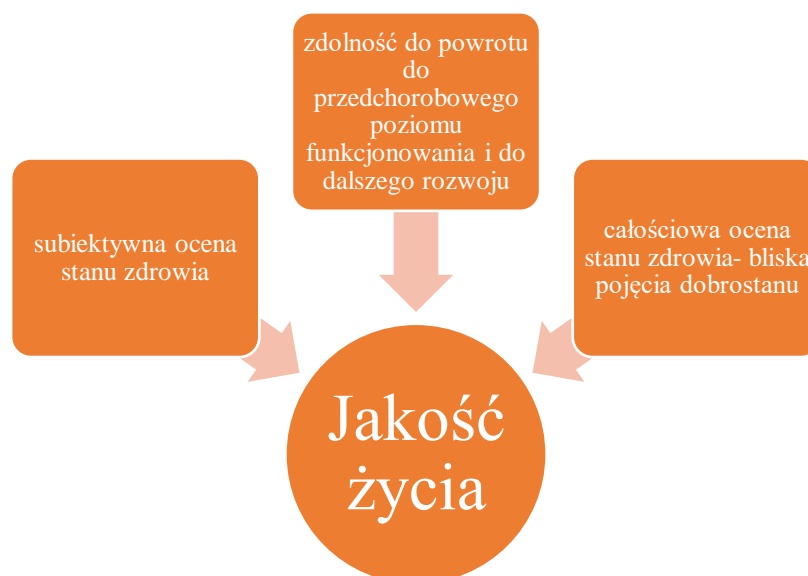 zdolność do powrotu
do
przedchorobowego
poziomu
funkcjonowania i do
dalszego rozwoju
subiektywna ocena
stanu zdrowia
całościowa ocena
stanu zdrowia- bliska
pojęcia dobrostanu
Jakość
życia